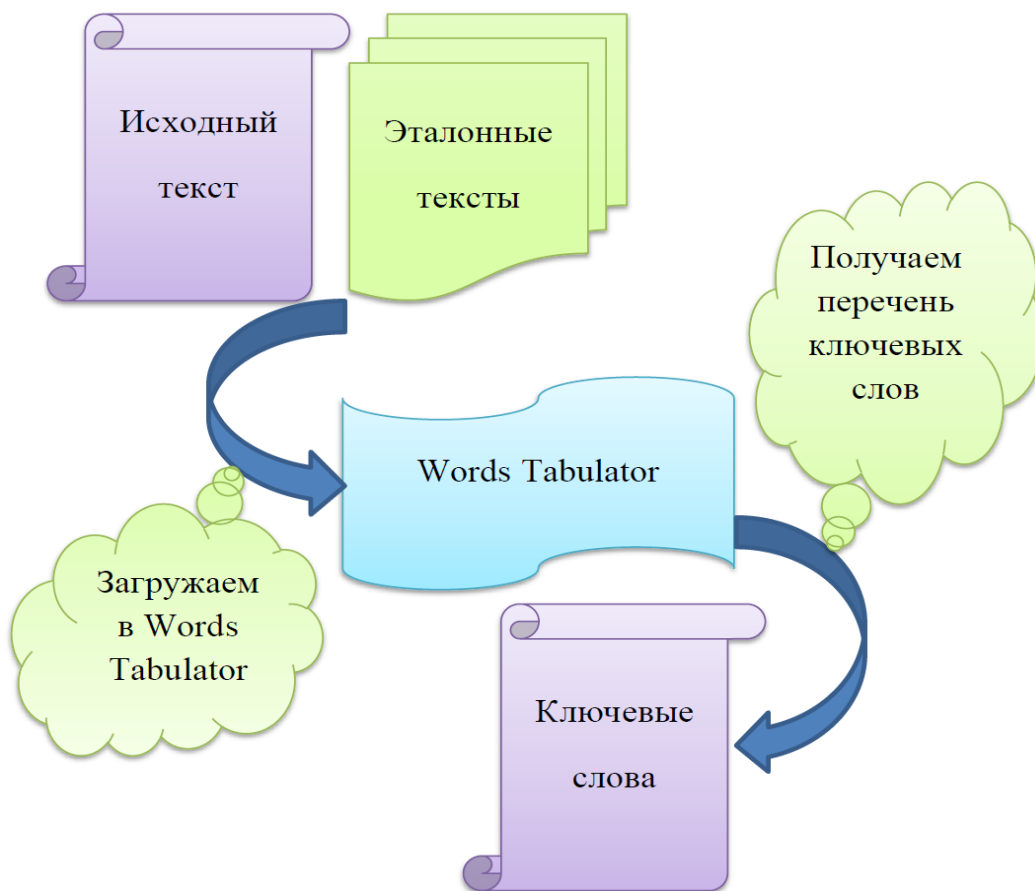 Исходный
текст
Эталонные
тексты
Получаем
перечень
ключевых
слов
Words Tabulator
Загружаем
в Words
Tabulator
Ключевые
слова